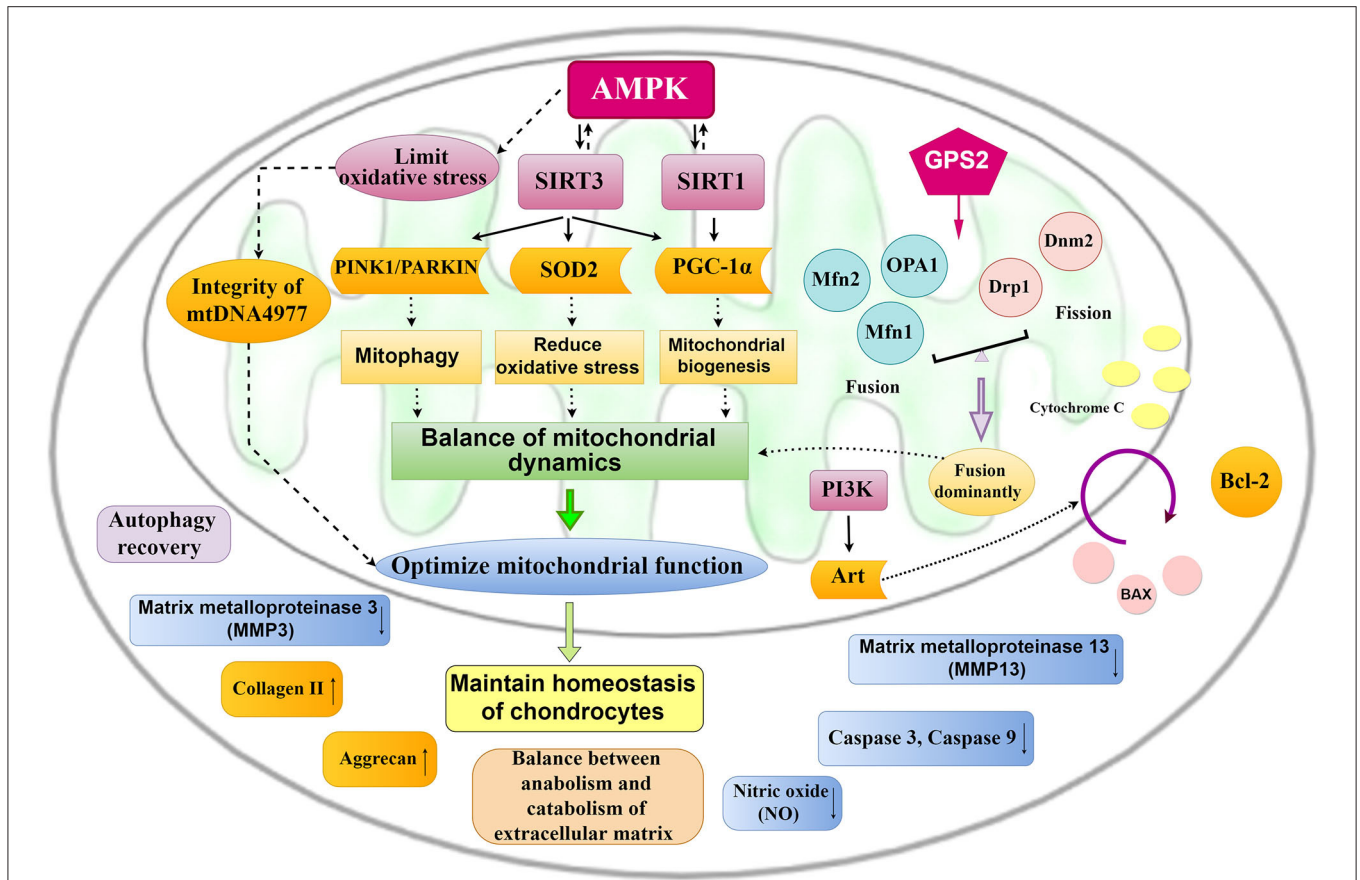 AMPK
Limit
oxidative stress
SIRT3
SIRT1
GPS2
PINK1/PARKIN
SOD2
PGC-1α
Integrity of
mtDNA4977
Mfn2
OPA1
Mfn1
Drp1
Dnm2
Fission
Fusion
Mitophagy
Reduce
oxidative stress
Mitochondrial
biogenesis
Cytochrome C
Balance of mitochondrial
dynamics
Fusion
dominantly
PI3K
Bcl-2
Autophagy
recovery
Optimize mitochondrial function
Art
BAX
Matrix metalloproteinase 3
(MMP3)
Matrix metalloproteinase 13
(MMP13)
Collagen II
Maintain homeostasis
of chondrocytes
Caspase 3, Caspase 9
Aggrecan
Balance between
anabolism and
catabolism of
extracellular matrix
Nitric oxide
(NO)